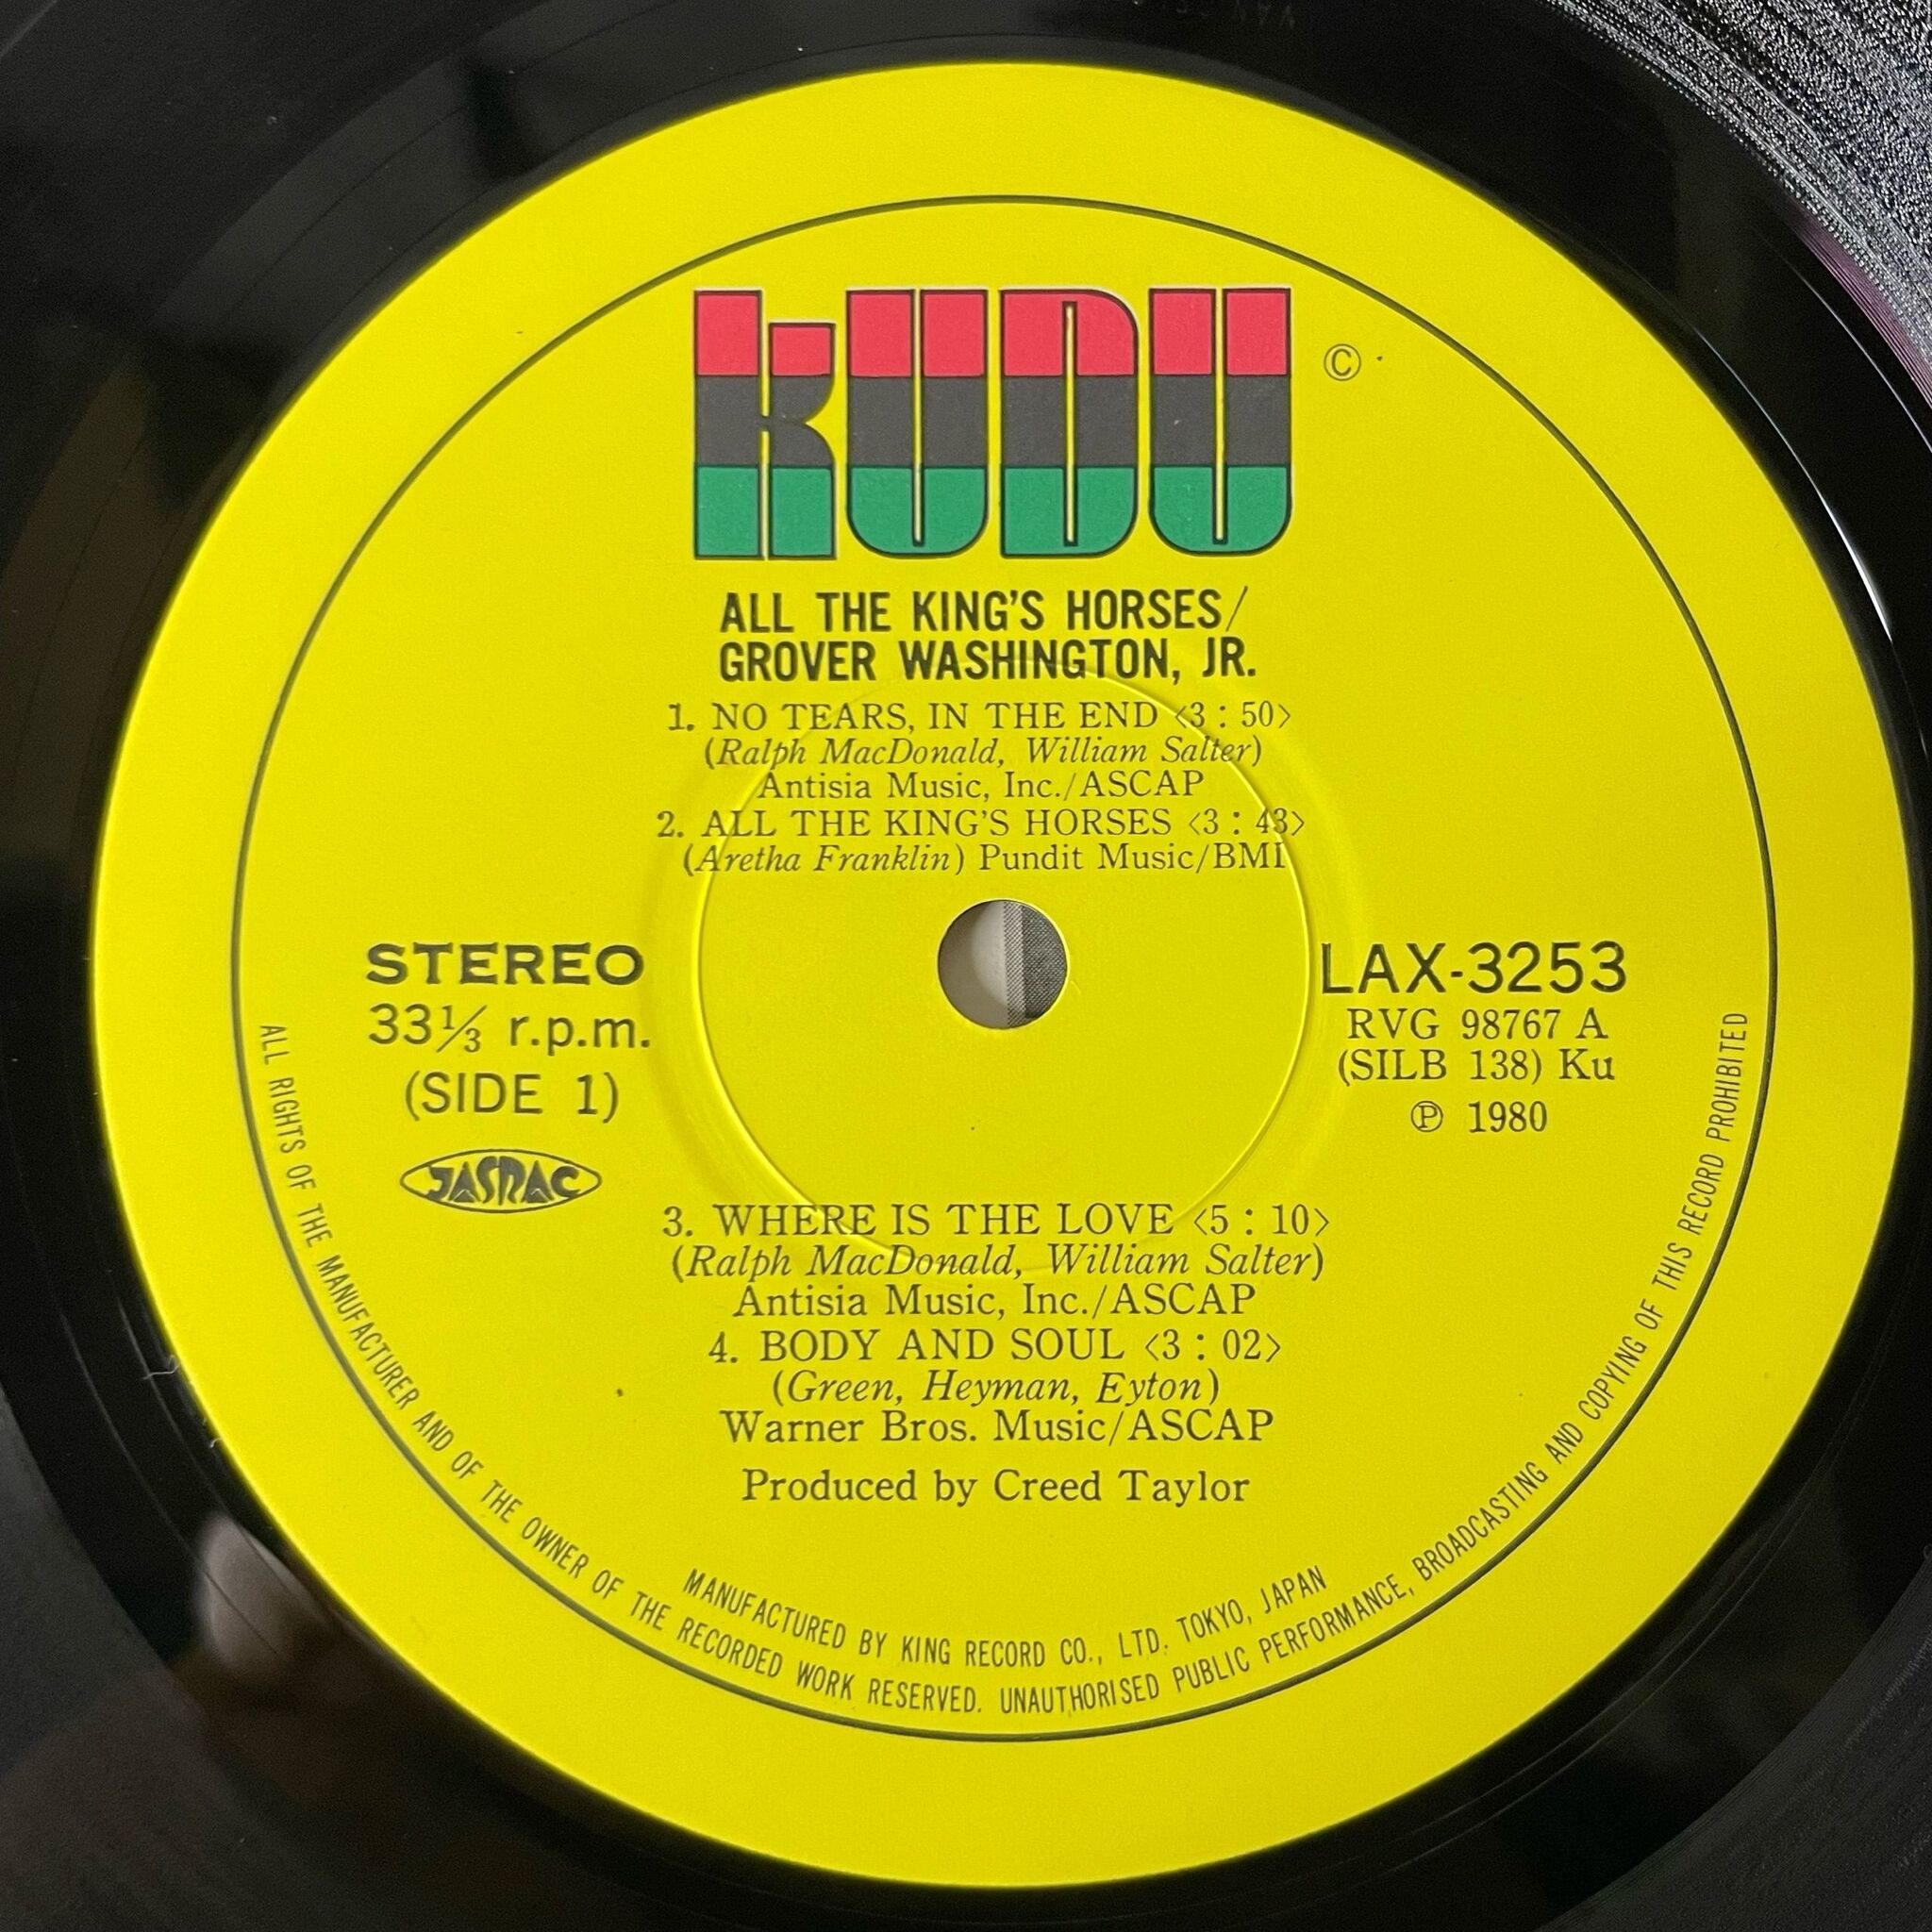 KUDU
©
ALL THE KING'S HORSES/
GROVER WASHINGTON, JR.
1. NO TEARS, IN THE END <3 : 50>
(Ralph MacDonald, William Salter)
Antisia Music, Inc./ASCAP
2. ALL THE KING'S HORSES <3 : 43>
(Aretha Franklin) Pundit Music/BMI
STEREO
33⅓ r.p.m.
(SIDE 1)
JASRAC
LAX-3253
RVG 98767 A
(SILB 138) Ku
℗ 1980
3. WHERE IS THE LOVE <5 : 10>
(Ralph MacDonald, William Salter)
Antisia Music, Inc./ASCAP
4. BODY AND SOUL <3 : 02>
(Green, Heyman, Eyton)
Warner Bros. Music/ASCAP
Produced by Creed Taylor
MANUFACTURED BY KING RECORD CO., LTD. TOKYO, JAPAN
ALL RIGHTS OF THE MANUFACTURER AND OF THE OWNER OF THE RECORDED WORK RESERVED. UNAUTHORISED PUBLIC PERFORMANCE, BROADCASTING AND COPYING OF THIS RECORD PROHIBITED